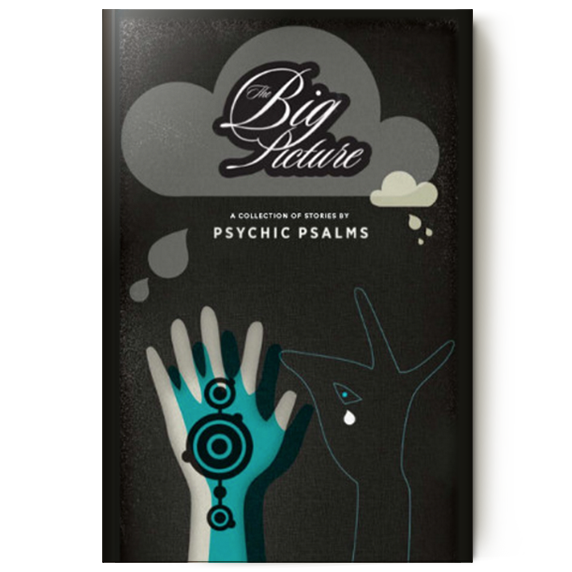 The
Big
Picture
A COLLECTION OF STORIES BY
PSYCHIC PSALMS